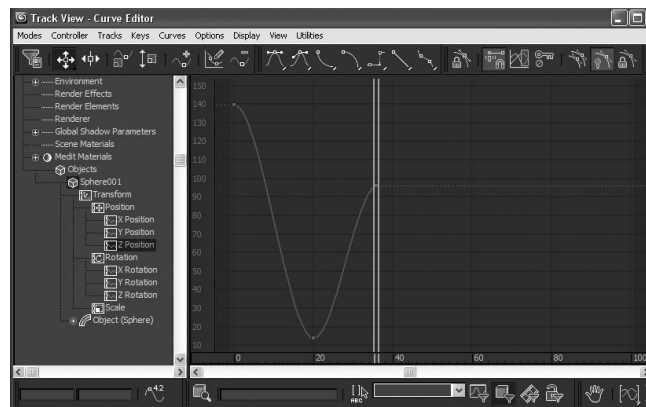 Track View - Curve Editor
Modes Controller Tracks Keys Curves Options Display View Utilities
Environment
Render Effects
Render Elements
Renderer
Global Shadow Parameters
Scene Materials
Medit Materials
Objects
Sphere001
Transform
Position
X Position
Y Position
Z Position
Rotation
X Rotation
Y Rotation
Z Rotation
Scale
Object (Sphere)
150
140
130
120
110
100
90
80
70
60
50
40
30
20
10
0 20 40 60 80 100
4.2
ABC